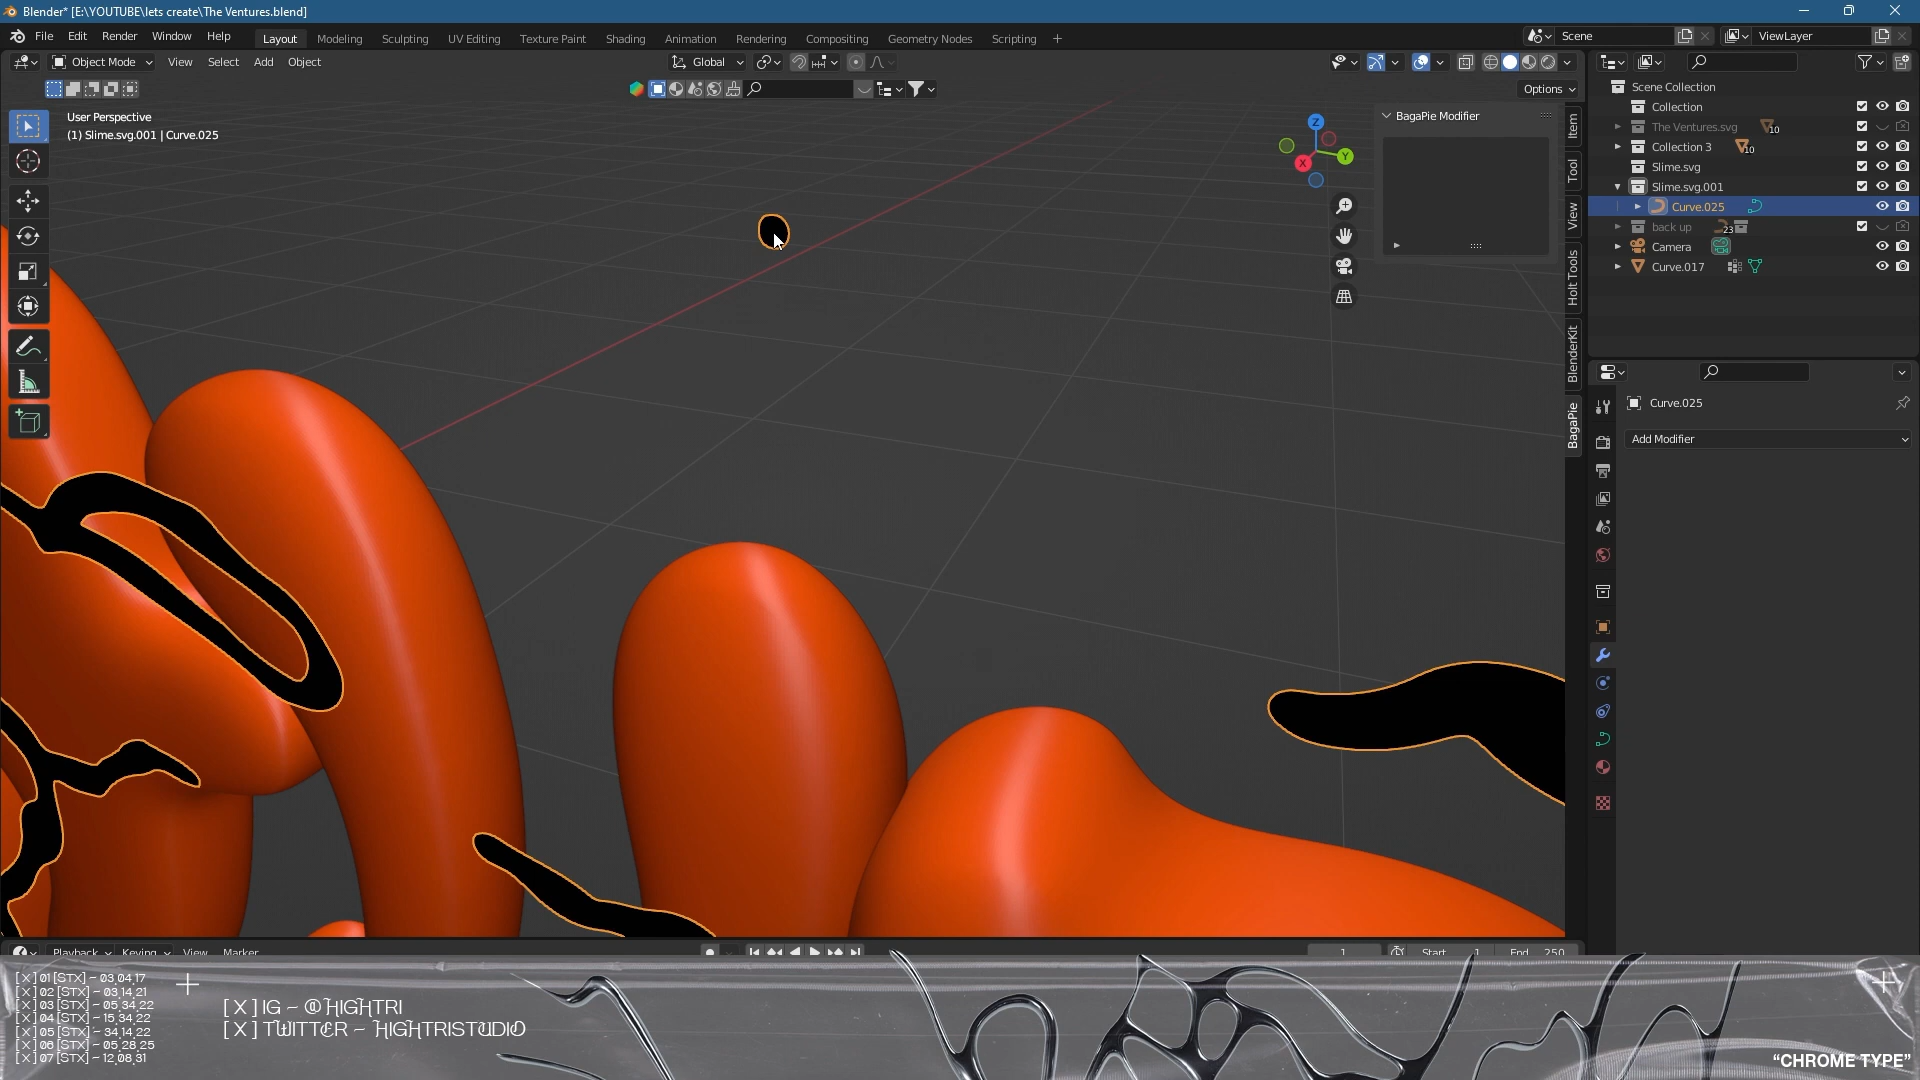 Blender* [E:\YOUTUBE\lets create\The Ventures.blend]
File Edit Render Window Help
Layout Modeling Sculpting UV Editing Texture Paint Shading Animation Rendering Compositing Geometry Nodes Scripting +
Scene
ViewLayer
Object Mode View Select Add Object
Global
Options
User Perspective
(1) Slime.svg.001 | Curve.025
BagaPie Modifier
Z
Y
X
Item
Tool
View
Holt Tools
BlenderKit
BagaPie
Scene Collection
Collection
The Ventures.svg 10
Collection 3 10
Slime.svg
Slime.svg.001
Curve.025
back up 23
Camera
Curve.017
Curve.025
Add Modifier
Playback Keying View Marker
1 Start 1 End 250
[X] 01 [STX] – 03.04.17
[X] 02 [STX] – 03.14.21
[X] 03 [STX] – 05.34.22
[X] 04 [STX] – 15.34.22
[X] 05 [STX] – 34.14.22
[X] 06 [STX] – 05.28.25
[X] 07 [STX] – 12.08.31
[X] IG – @HIGHTRI
[X] TWITTER – HIGHTRISTUDIO
“CHROME TYPE”